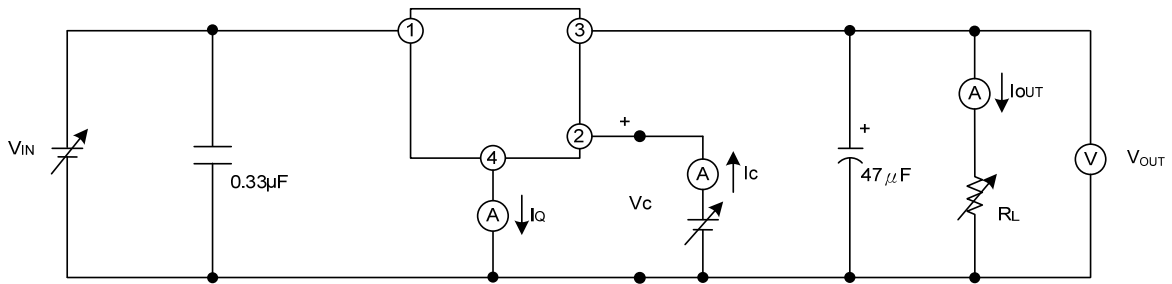 1
3
2
4
+
+
VIN
0.33μF
A
IQ
VC
A
IC
47μF
A
IOUT
RL
V
VOUT